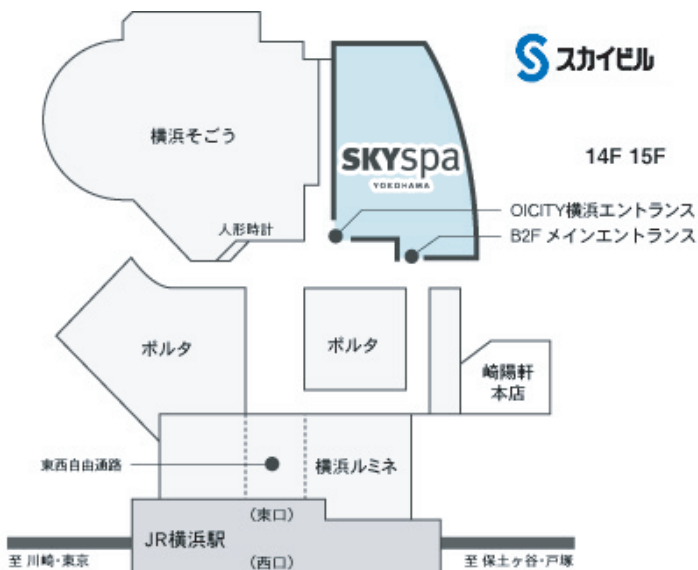 スカイビル
横浜そごう
SKYspa
YOKOHAMA
14F 15F
OICITY横浜エントランス
人形時計
B2F メインエントランス
ポルタ
ポルタ
崎陽軒
本店
東西自由通路
横浜ルミネ
(東口)
JR横浜駅
(西口)
至 川崎・東京
至 保土ヶ谷・戸塚